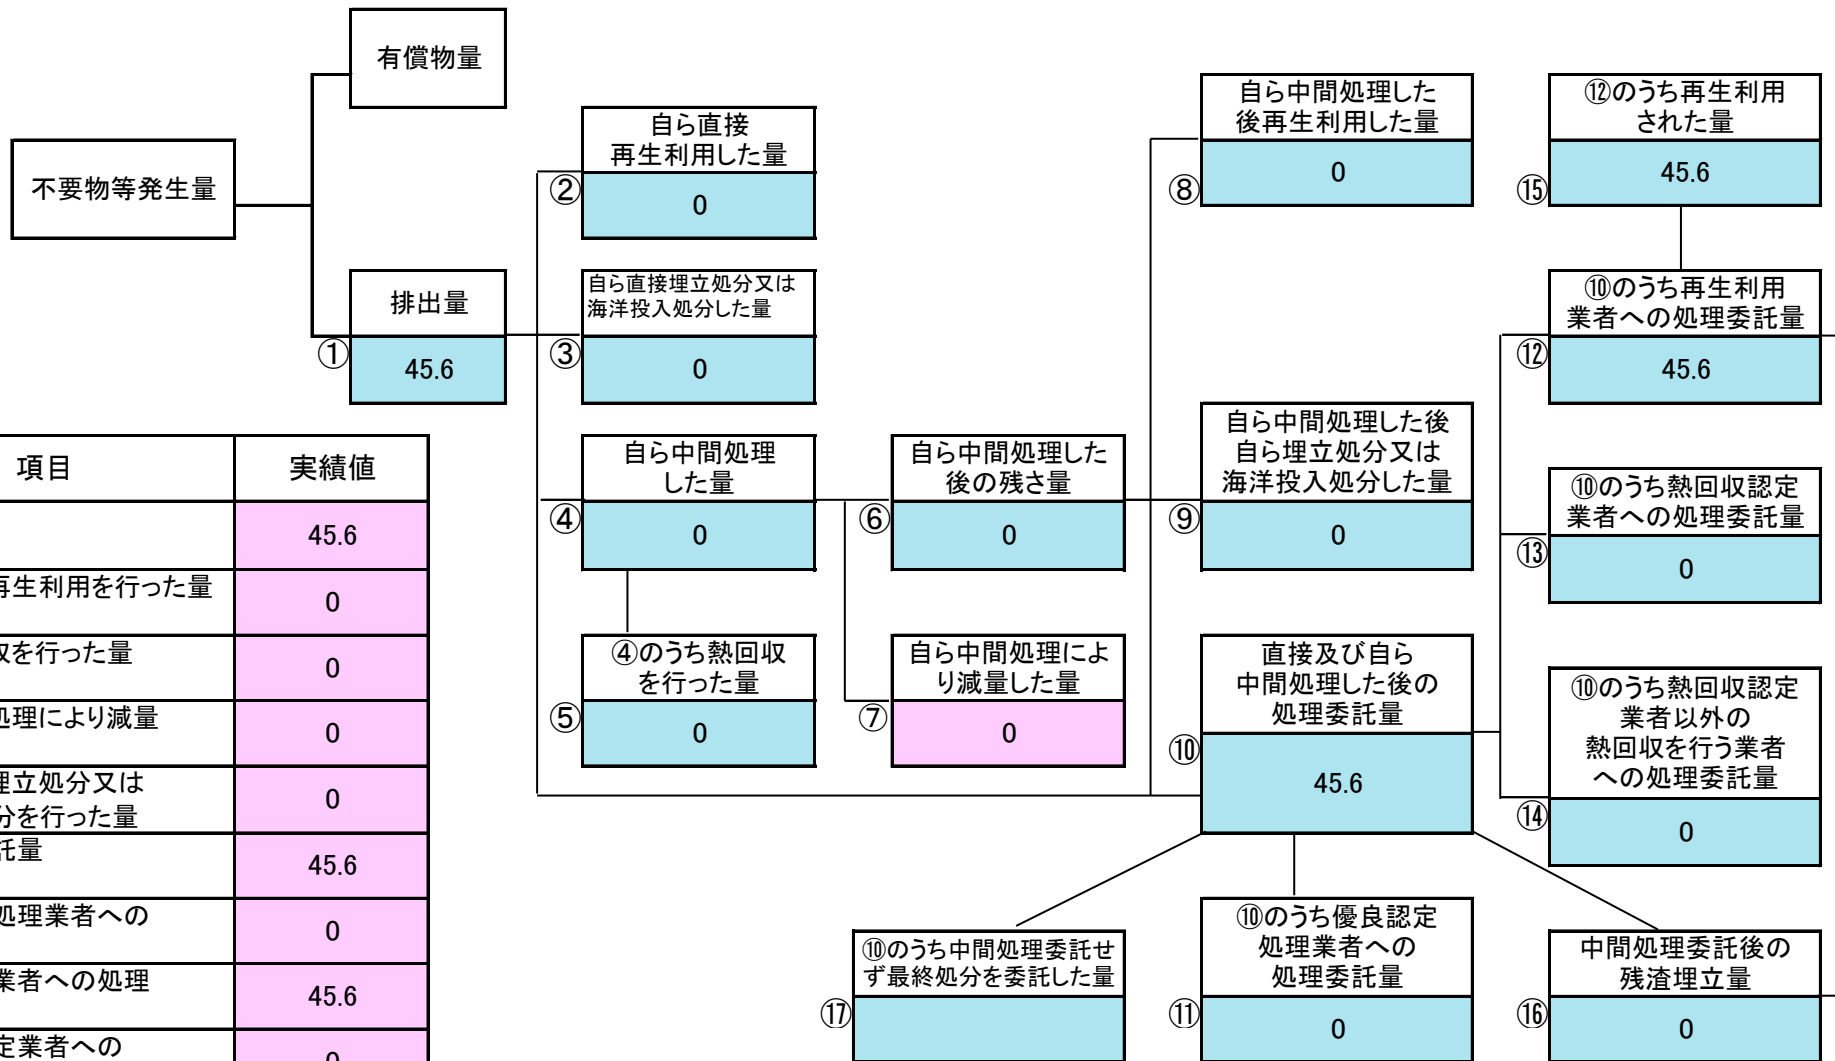 有償物量
不要物等発生量
排出量
①
45.6
自ら直接
再生利用した量
②
0
自ら直接埋立処分又は
海洋投入処分した量
③
0
自ら中間処理
した量
④
0
④のうち熱回収
を行った量
⑤
0
自ら中間処理した
後の残さ量
⑥
0
自ら中間処理によ
り減量した量
⑦
0
自ら中間処理した
後再生利用した量
⑧
0
自ら中間処理した後
自ら埋立処分又は
海洋投入処分した量
⑨
0
直接及び自ら
中間処理した後の
処理委託量
⑩
45.6
⑫のうち再生利用
された量
⑮
45.6
⑩のうち再生利用
業者への処理委託量
⑫
45.6
⑩のうち熱回収認定
業者への処理委託量
⑬
0
⑩のうち熱回収認定
業者以外の
熱回収を行う業者
への処理委託量
⑭
0
⑩のうち中間処理委託せ
ず最終処分を委託した量
⑰
⑩のうち優良認定
処理業者への
処理委託量
⑪
0
中間処理委託後の
残渣埋立量
⑯
0
項目 実績値
45.6
再生利用を行った量
0
収を行った量
0
処理により減量
0
埋立処分又は
分を行った量
0
託量
45.6
処理業者への
0
業者への処理
45.6
定業者への
0